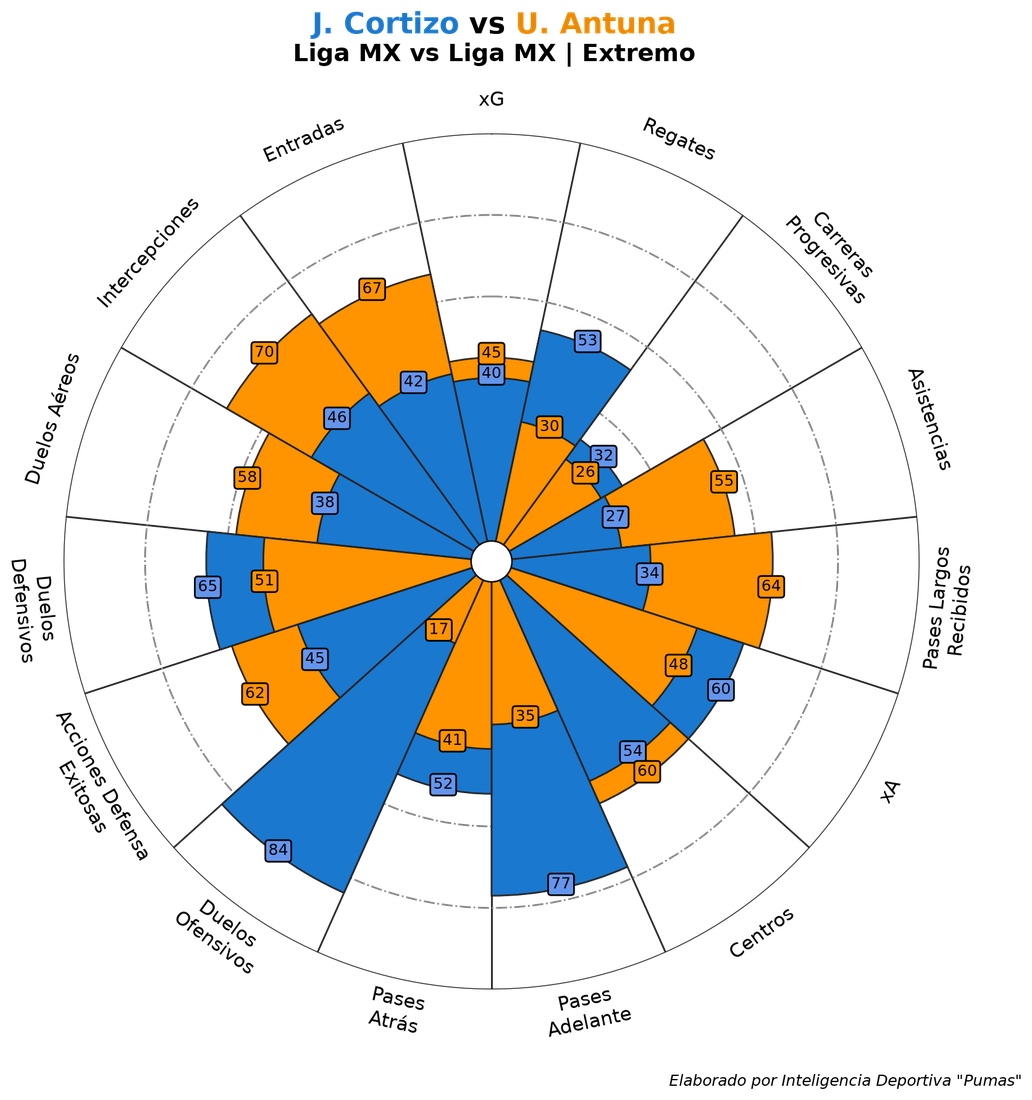 J. Cortizo vs U. Antuna
Liga MX vs Liga MX | Extremo
xG
Regates
Carreras
Progresivas
Asistencias
Pases Largos
Recibidos
xA
Centros
Pases
Adelante
Pases
Atrás
Duelos
Ofensivos
Acciones Defensa
Exitosas
Duelos
Defensivos
Duelos Aéreos
Intercepciones
Entradas
45
40
53
30
32
26
55
27
34
64
48
60
54
60
35
77
41
52
17
84
45
62
51
65
58
38
70
46
67
42
Elaborado por Inteligencia Deportiva "Pumas"